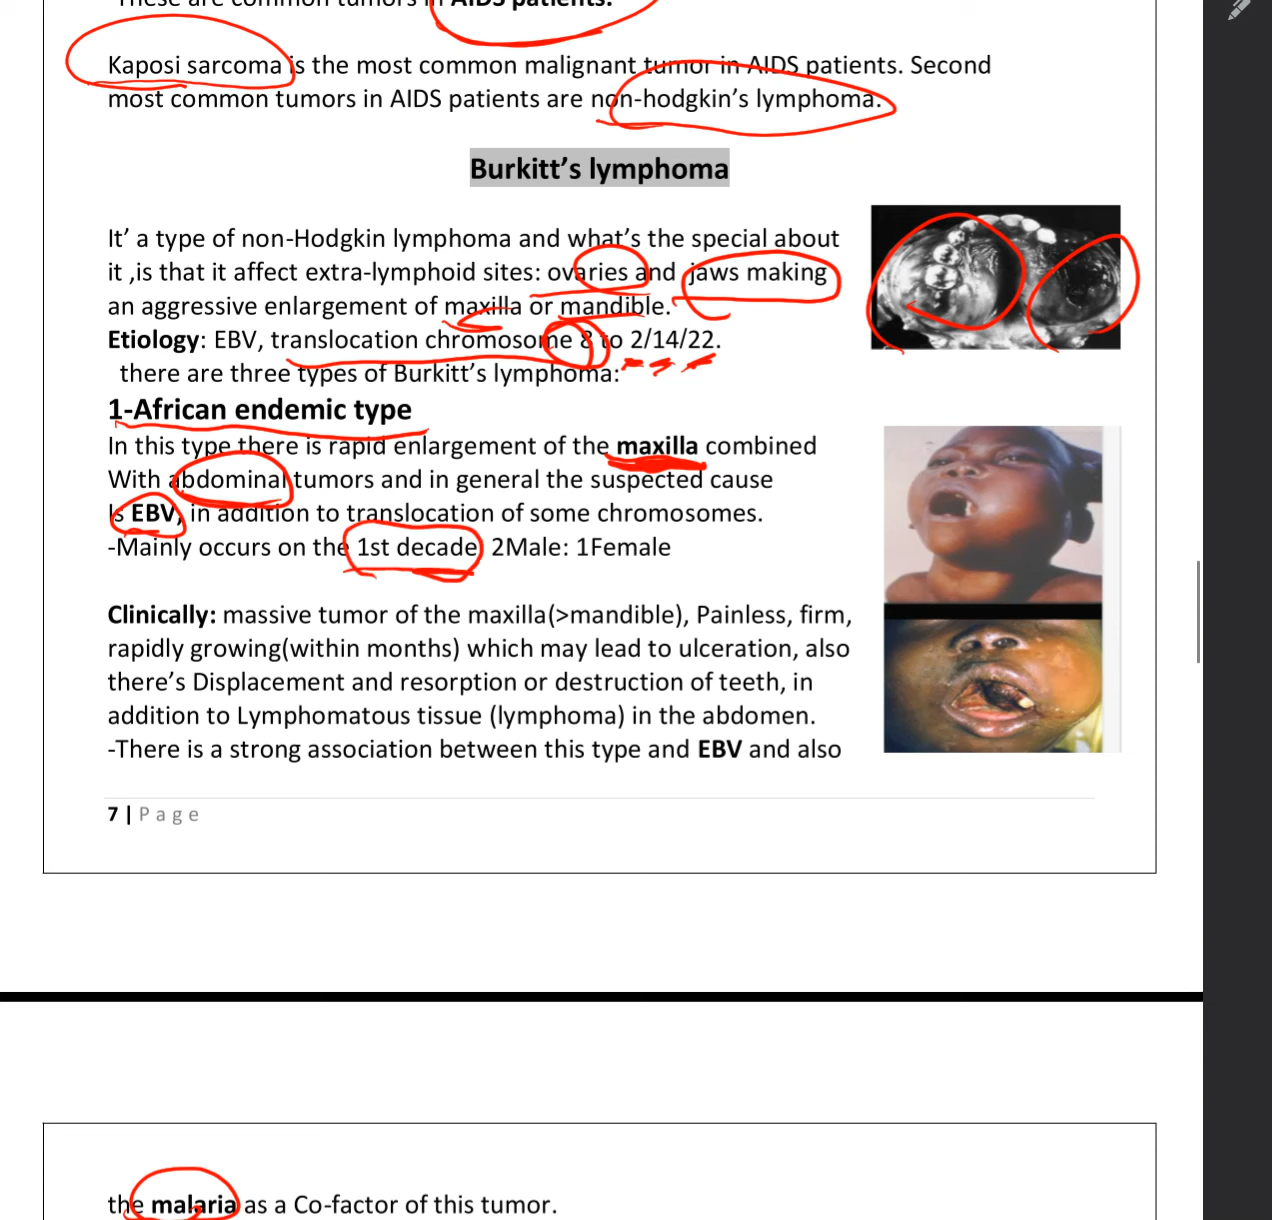 These are common tumors in AIDS patients.
Kaposi sarcoma is the most common malignant tumor in AIDS patients. Second
most common tumors in AIDS patients are non-hodgkin's lymphoma.
Burkitt's lymphoma
It' a type of non-Hodgkin lymphoma and what's the special about
it ,is that it affect extra-lymphoid sites: ovaries and jaws making
an aggressive enlargement of maxilla or mandible.
Etiology: EBV, translocation chromosome 8 to 2/14/22.
there are three types of Burkitt's lymphoma:
1-African endemic type
In this type there is rapid enlargement of the maxilla combined
With abdominal tumors and in general the suspected cause
Is EBV, in addition to translocation of some chromosomes.
-Mainly occurs on the 1st decade, 2Male: 1Female
Clinically: massive tumor of the maxilla(>mandible), Painless, firm,
rapidly growing(within months) which may lead to ulceration, also
there's Displacement and resorption or destruction of teeth, in
addition to Lymphomatous tissue (lymphoma) in the abdomen.
-There is a strong association between this type and EBV and also
7 | Page
the malaria as a Co-factor of this tumor.